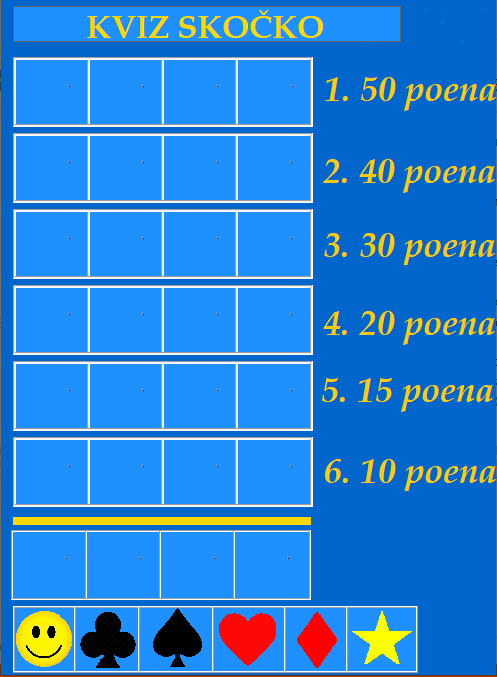 KVIZ SKOČKO
1. 50 poena
2. 40 poena
3. 30 poena
4. 20 poena
5. 15 poena
6. 10 poena